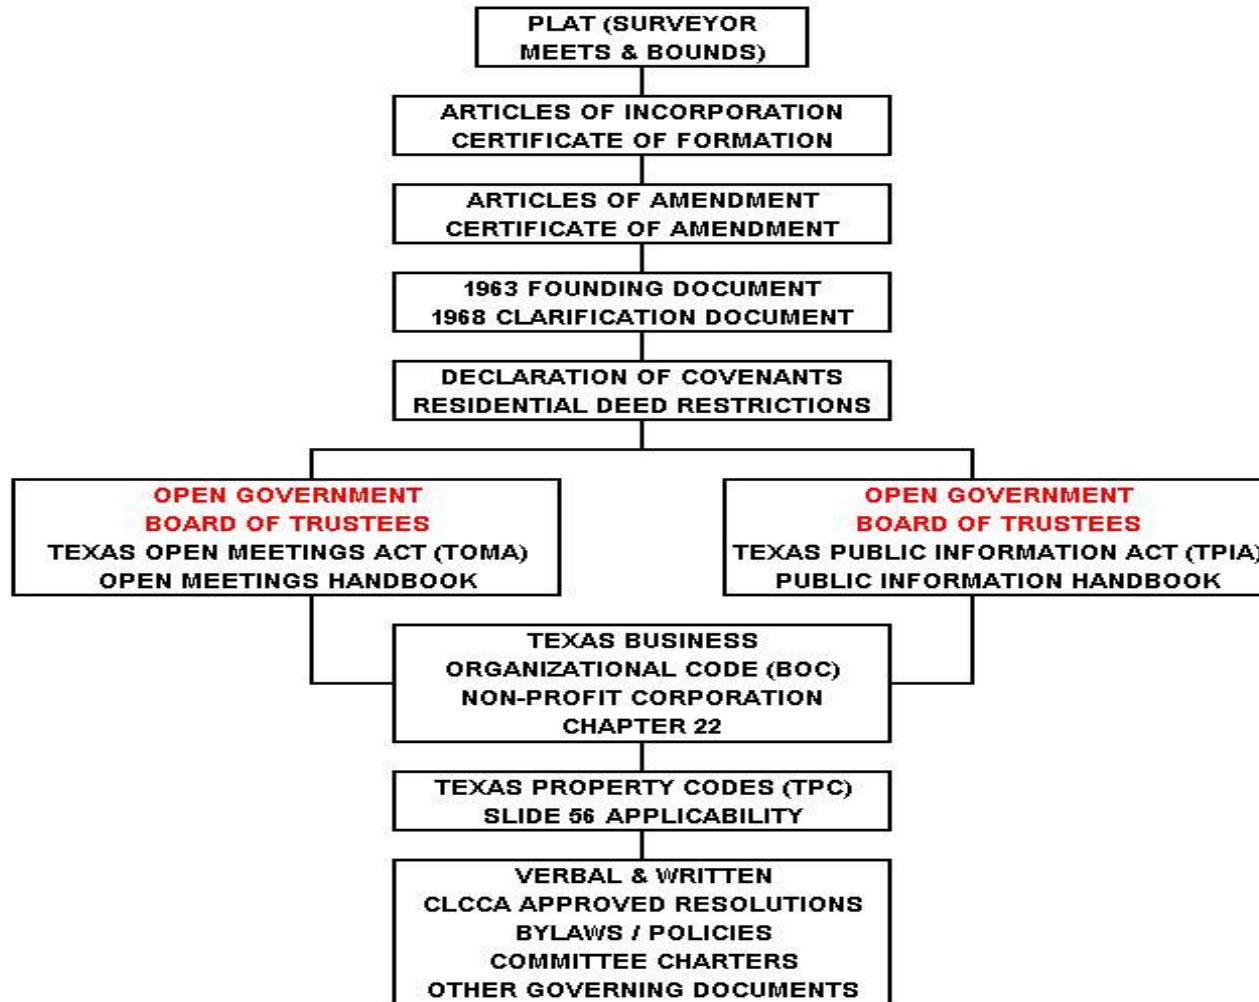 PLAT (SURVEYOR
MEETS & BOUNDS)
ARTICLES OF INCORPORATION
CERTIFICATE OF FORMATION
ARTICLES OF AMENDMENT
CERTIFICATE OF AMENDMENT
1963 FOUNDING DOCUMENT
1968 CLARIFICATION DOCUMENT
DECLARATION OF COVENANTS
RESIDENTIAL DEED RESTRICTIONS
OPEN GOVERNMENT
BOARD OF TRUSTEES
TEXAS OPEN MEETINGS ACT (TOMA)
OPEN MEETINGS HANDBOOK
OPEN GOVERNMENT
BOARD OF TRUSTEES
TEXAS PUBLIC INFORMATION ACT (TPIA)
PUBLIC INFORMATION HANDBOOK
TEXAS BUSINESS
ORGANIZATIONAL CODE (BOC)
NON-PROFIT CORPORATION
CHAPTER 22
TEXAS PROPERTY CODES (TPC)
SLIDE 56 APPLICABILITY
VERBAL & WRITTEN
CLCCA APPROVED RESOLUTIONS
BYLAWS / POLICIES
COMMITTEE CHARTERS
OTHER GOVERNING DOCUMENTS